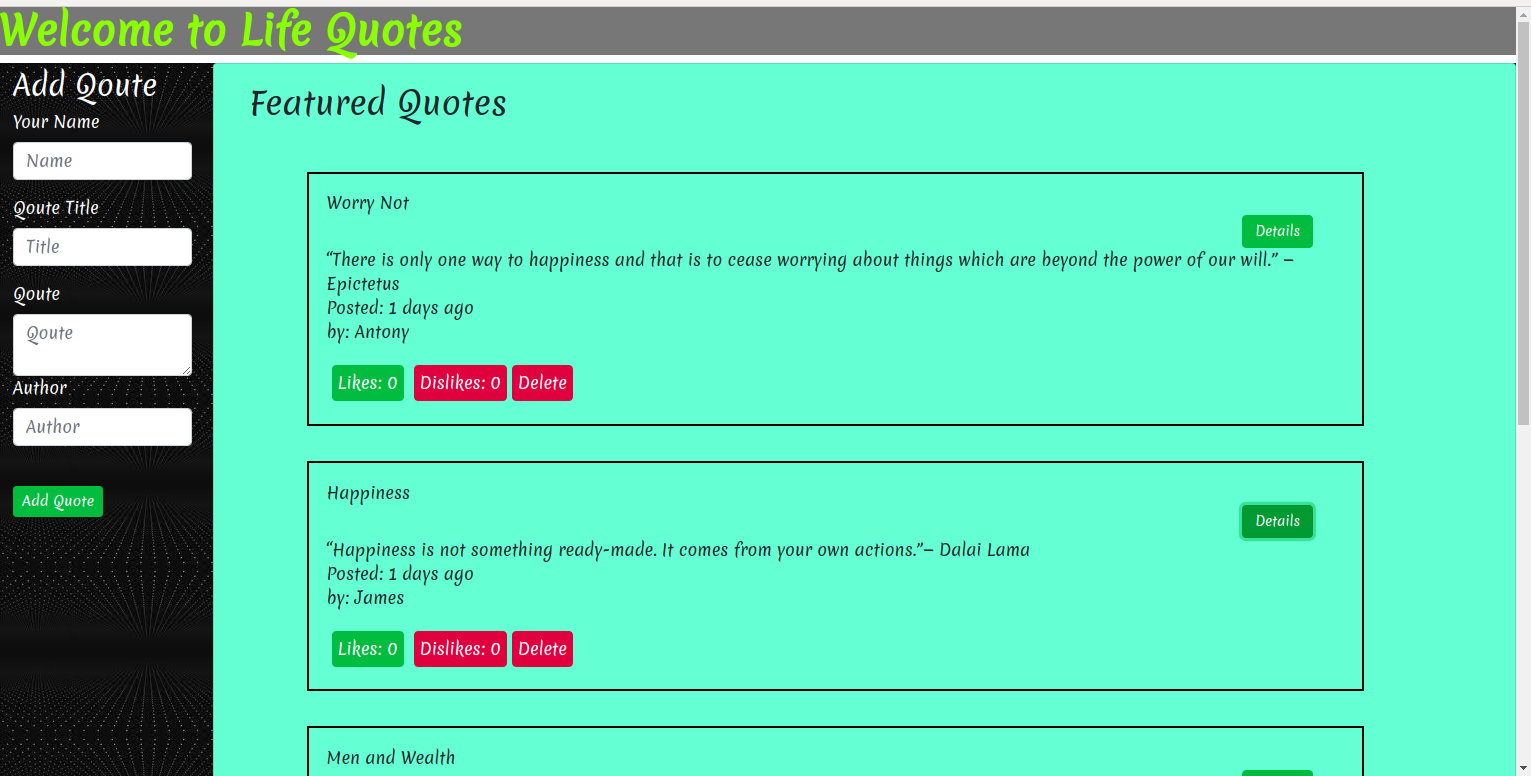 Welcome to Life Quotes
Add Qoute
Your Name
Name
Qoute Title
Title
Qoute
Qoute
Author
Author
Add Quote
Featured Quotes
Worry Not
Details
“There is only one way to happiness and that is to cease worrying about things which are beyond the power of our will.” –
Epictetus
Posted: 1 days ago
by: Antony
Likes: 0 Dislikes: 0 Delete
Happiness
Details
“Happiness is not something ready-made. It comes from your own actions.”– Dalai Lama
Posted: 1 days ago
by: James
Likes: 0 Dislikes: 0 Delete
Men and Wealth